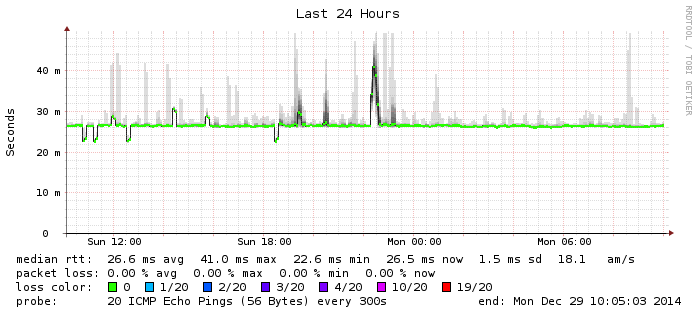 Last 24 Hours
RRDTOOL / TOBI OETIKER
Seconds
40 m
30 m
20 m
10 m
0
Sun 12:00 Sun 18:00 Mon 00:00 Mon 06:00
median rtt: 26.6 ms avg 41.0 ms max 22.6 ms min 26.5 ms now 1.5 ms sd 18.1 am/s
packet loss: 0.00 % avg 0.00 % max 0.00 % min 0.00 % now
loss color: 0 1/20 2/20 3/20 4/20 10/20 19/20
probe: 20 ICMP Echo Pings (56 Bytes) every 300s end: Mon Dec 29 10:05:03 2014